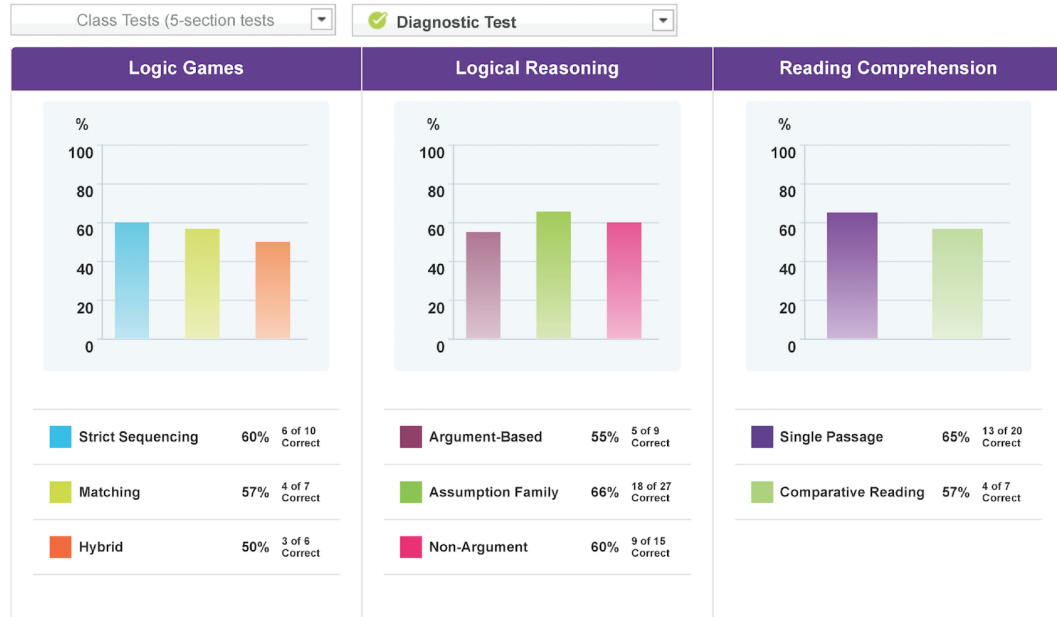 Class Tests (5-section tests
Diagnostic Test
Logic Games
%
100
80
60
40
20
0
Strict Sequencing 60% 6 of 10
Correct
Matching 57% 4 of 7
Correct
Hybrid 50% 3 of 6
Correct
Logical Reasoning
%
100
80
60
40
20
0
Argument-Based 55% 5 of 9
Correct
Assumption Family 66% 18 of 27
Correct
Non-Argument 60% 9 of 15
Correct
Reading Comprehension
%
100
80
60
40
20
0
Single Passage 65% 13 of 20
Correct
Comparative Reading 57% 4 of 7
Correct